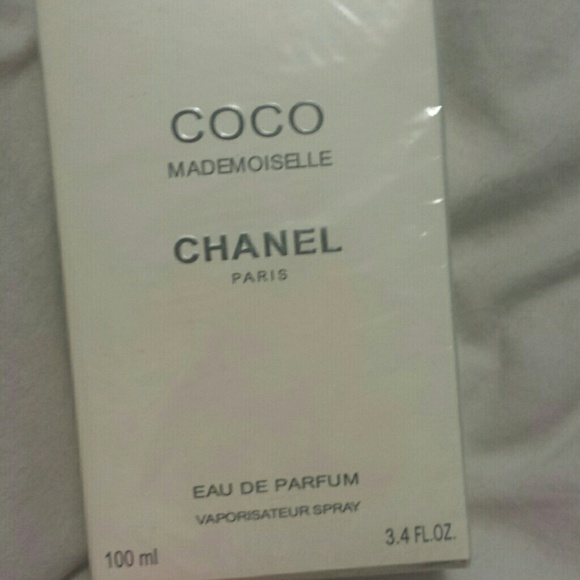 COCO
MADEMOISELLE
CHANEL
PARIS
EAU DE PARFUM
VAPORISATEUR SPRAY
100 ml
3.4 FL.OZ.